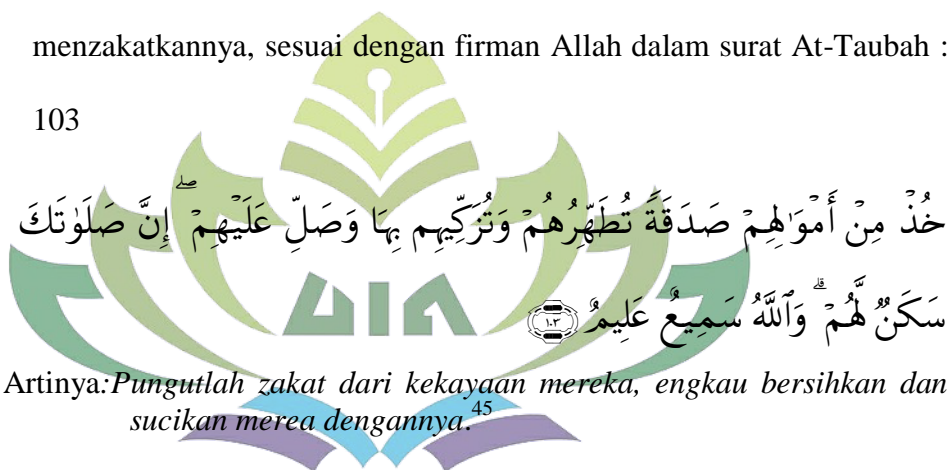 menzakatkannya, sesuai dengan firman Allah dalam surat At-Taubah :
103
خُذْ مِنْ أَمْوَٰلِهِمْ صَدَقَةً تُطَهِّرُهُمْ وَتُزَكِّيهِم بِهَا وَصَلِّ عَلَيْهِمْ ۖ إِنَّ صَلَوٰتَكَ
سَكَنٌ لَّهُمْ ۗ وَٱللَّهُ سَمِيعٌ عَلِيمٌ ١٠٣
UIN
Artinya:Pungutlah zakat dari kekayaan mereka, engkau bersihkan dan
sucikan merea dengannya.45